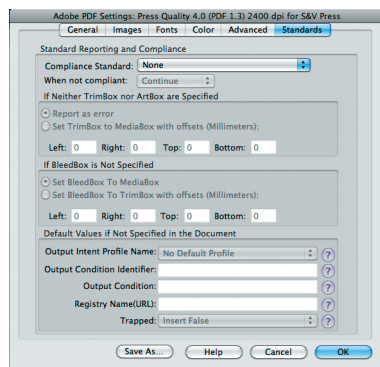 Adobe PDF Settings: Press Quality 4.0 (PDF 1.3) 2400 dpi for S&V Press
General Images Fonts Color Advanced Standards
Standard Reporting and Compliance
Compliance Standard: None
When not compliant: Continue
If Neither TrimBox nor ArtBox are Specified
Report as error
Set TrimBox to MediaBox with offsets (Millimeters):
Left: 0 Right: 0 Top: 0 Bottom: 0
If BleedBox is Not Specified
Set BleedBox To MediaBox
Set BleedBox To TrimBox with offsets (Millimeters):
Left: 0 Right: 0 Top: 0 Bottom: 0
Default Values if Not Specified in the Document
Output Intent Profile Name: No Default Profile ?
Output Condition Identifier: ?
Output Condition: ?
Registry Name(URL): ?
Trapped: Insert False ?
Save As... Help Cancel OK